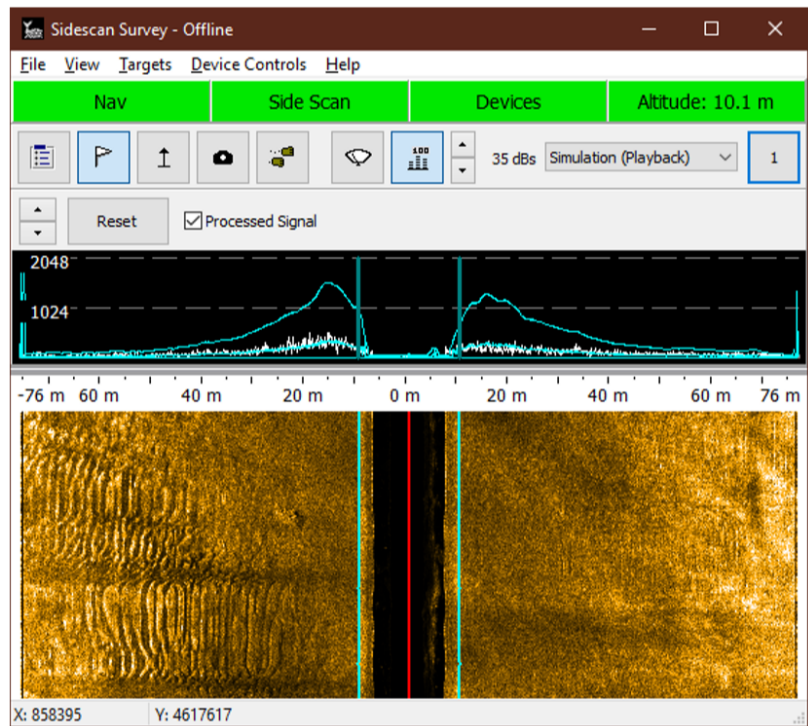 Sidescan Survey - Offline
File View Targets Device Controls Help
Nav Side Scan Devices Altitude: 10.1 m
100 35 dBs Simulation (Playback) 1
Reset Processed Signal
2048
1024
-76 m 60 m 40 m 20 m 0 m 20 m 40 m 60 m 76 m
X: 858395 Y: 4617617